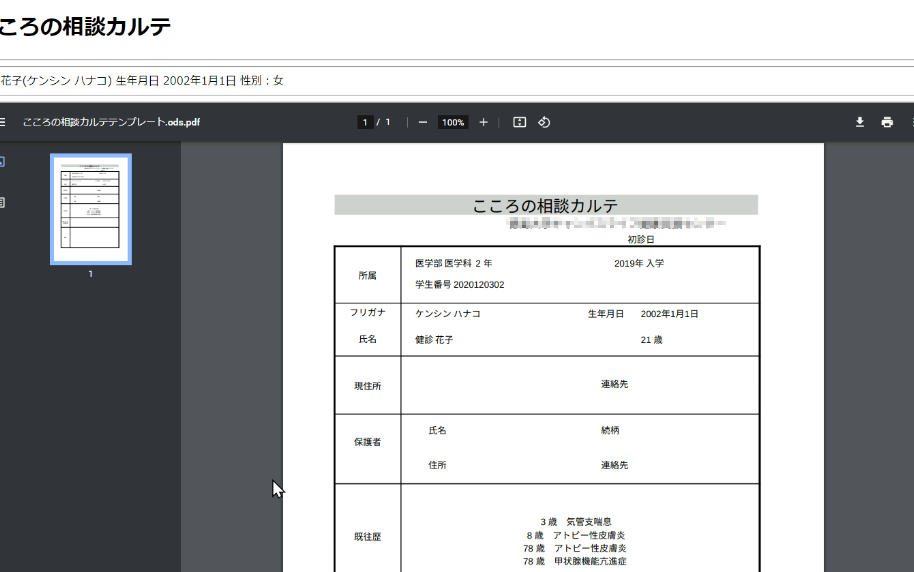 ころの相談カルテ
花子(ケンシン ハナコ) 生年月日 2002年1月1日 性別：女
こころの相談カルテテンプレート.ods.pdf 1 / 1 100%
1
こころの相談カルテ
初診日
所属 医学部 医学科 2 年 2019年 入学
学生番号 2020120302
フリガナ ケンシン ハナコ 生年月日 2002年1月1日
氏名 健診 花子 21 歳
現住所 連絡先
保護者 氏名 続柄
住所 連絡先
既往歴
3 歳 気管支喘息
8 歳 アトピー性皮膚炎
78 歳 アトピー性皮膚炎
78 歳 甲状腺機能亢進症